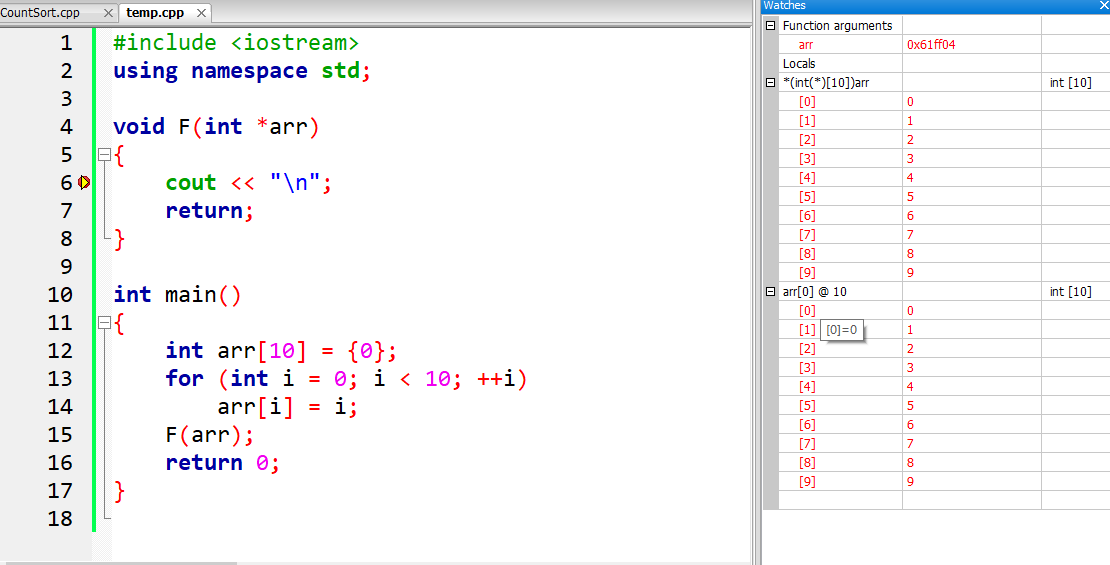 CountSort.cpp × temp.cpp ×
1 #include <iostream>
2 using namespace std;
3
4 void F(int *arr)
5 {
6 cout << "\n";
7 return;
8 }
9
10 int main()
11 {
12 int arr[10] = {0};
13 for (int i = 0; i < 10; ++i)
14 arr[i] = i;
15 F(arr);
16 return 0;
17 }
18
Watches
Function arguments
arr 0x61ff04
Locals
*(int(*)[10])arr int [10]
[0] 0
[1] 1
[2] 2
[3] 3
[4] 4
[5] 5
[6] 6
[7] 7
[8] 8
[9] 9
arr[0] @ 10 int [10]
[0] 0
[1] [0]=0 1
[2] 2
[3] 3
[4] 4
[5] 5
[6] 6
[7] 7
[8] 8
[9] 9